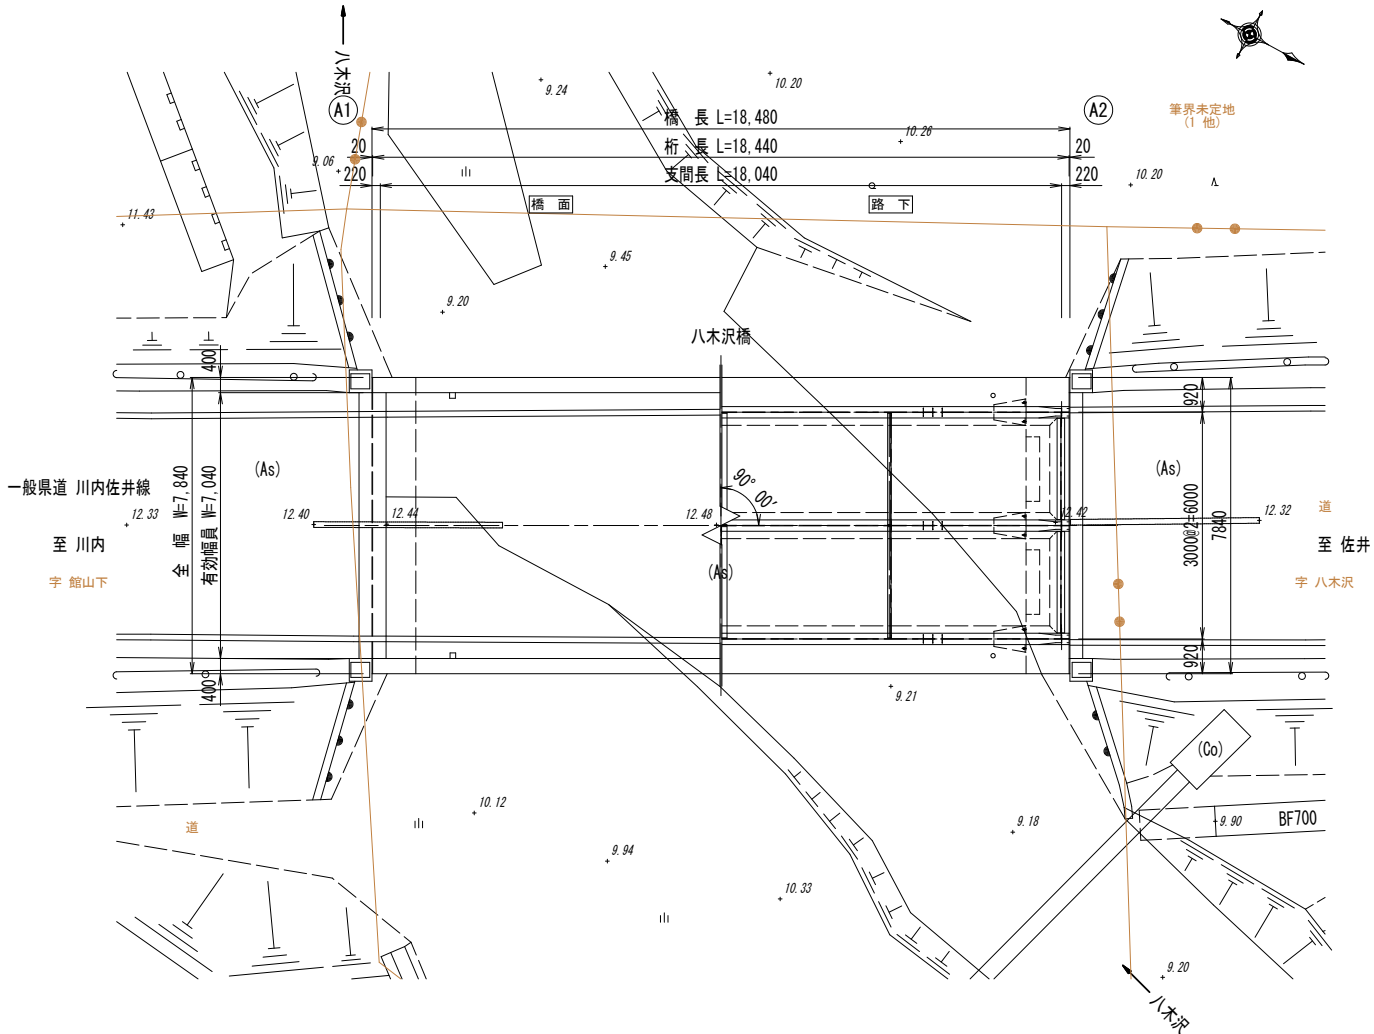 八木沢
A1
A2
橋 長 L=18,480
桁 長 L=18,440
支間長 L=18,040
20
20
220
220
橋 面
路 下
筆界未定地
(1 他)
9.24
10.20
10.26
9.06
10.20
11.43
9.45
9.20
八木沢橋
400
920
(As)
(As)
一般県道 川内佐井線
全 幅 W=7,840
有効幅員 W=7,040
90° 00′
12.33
12.40
12.44
12.48
12.42
12.32
3000@2=6000
7840
道
至 川内
至 佐井
字 館山下
字 八木沢
(As)
400
920
9.21
(Co)
10.12
9.18
9.90
BF700
道
9.94
10.33
9.20
八木沢